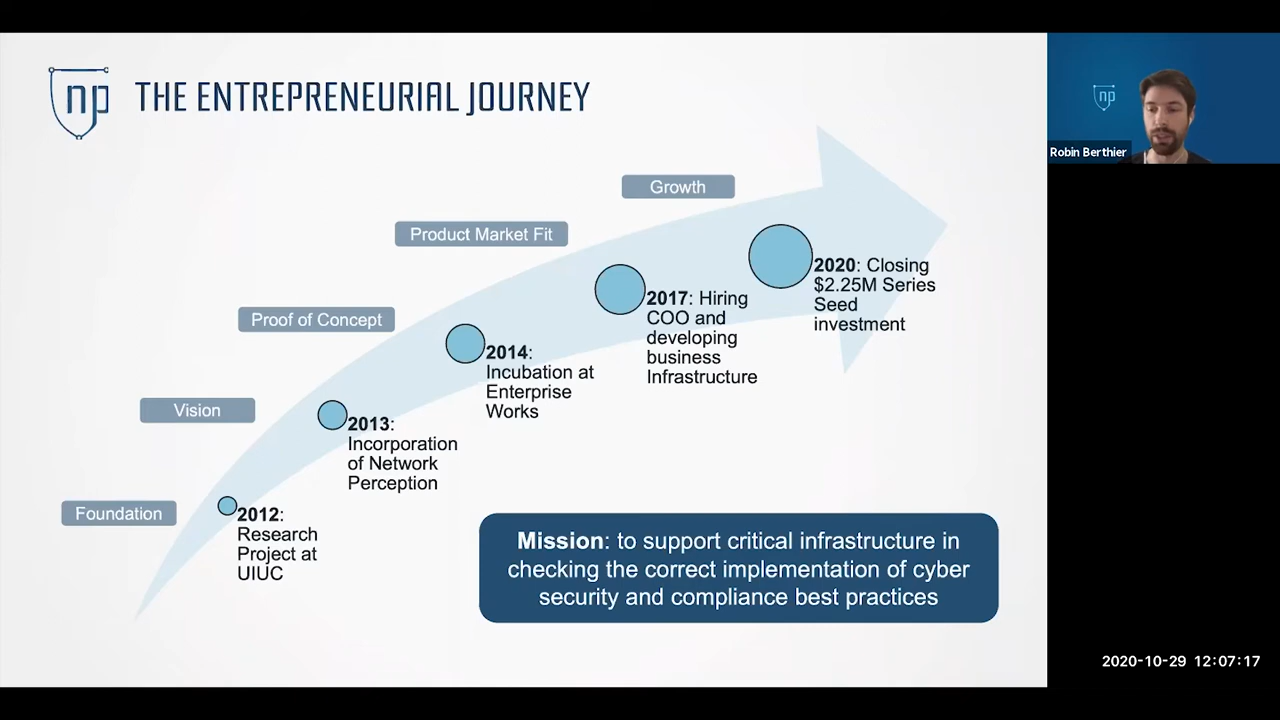 np
THE ENTREPRENEURIAL JOURNEY
np
Robin Berthier
Growth
Product Market Fit
2020: Closing
$2.25M Series
Seed
investment
2017: Hiring
COO and
developing
business
Infrastructure
Proof of Concept
2014:
Incubation at
Enterprise
Works
Vision
2013:
Incorporation
of Network
Perception
Foundation
2012:
Research
Project at
UIUC
Mission: to support critical infrastructure in
checking the correct implementation of cyber
security and compliance best practices
2020-10-29 12:07:17